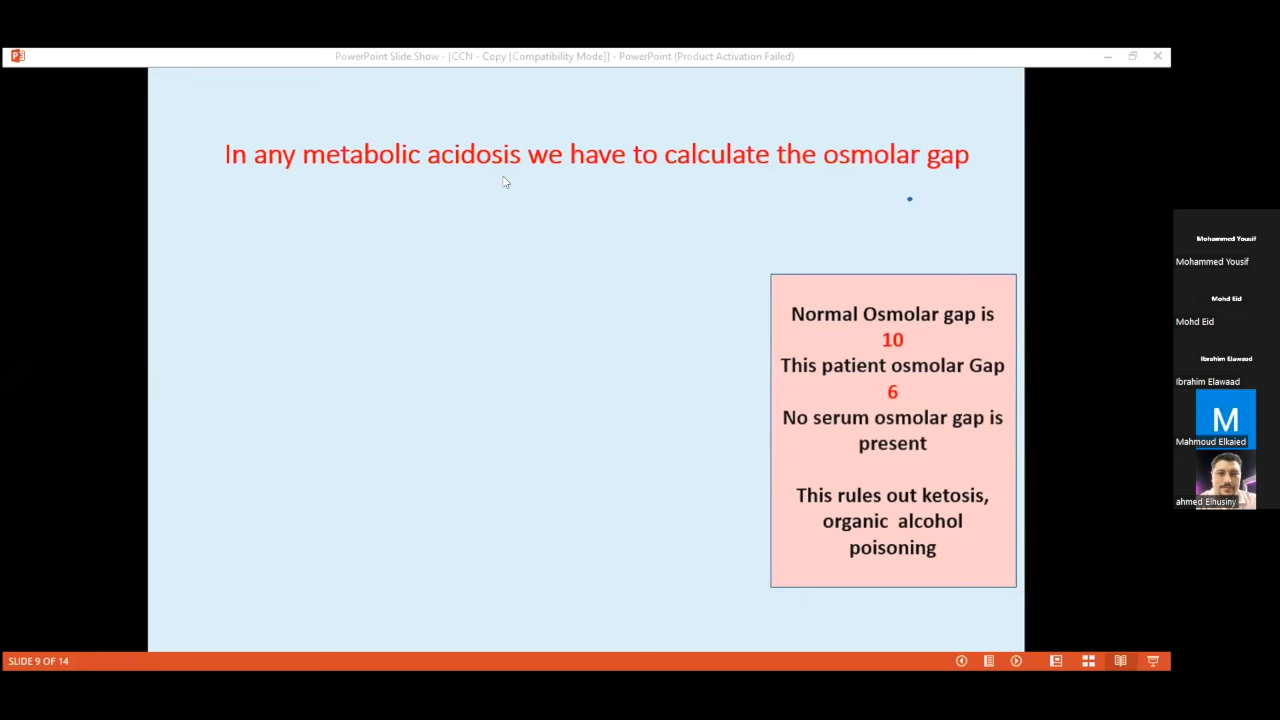 PowerPoint Slide Show - [CCN - Copy [Compatibility Mode]] - PowerPoint (Product Activation Failed)
In any metabolic acidosis we have to calculate the osmolar gap
Normal Osmolar gap is
10
This patient osmolar Gap
6
No serum osmolar gap is
present
This rules out ketosis,
organic alcohol
poisoning
Mohammed Yousif
Mohammed Yousif
Mohd Eid
Mohd Eid
Ibrahim Elawaad
Ibrahim Elawaad
M
Mahmoud Elkaied
ahmed Elhusiny
SLIDE 9 OF 14